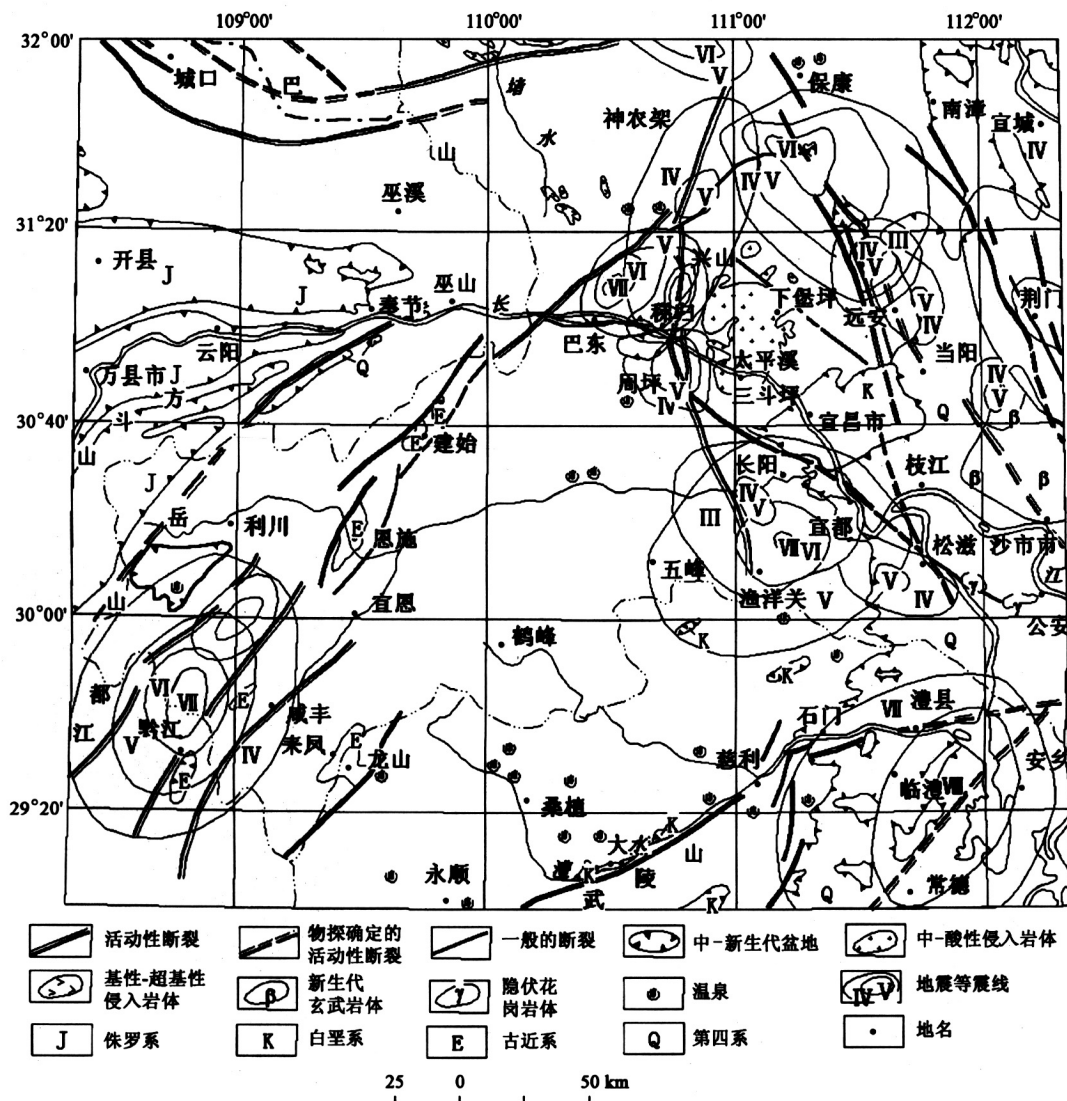 109°00' 110°00' 111°00' 112°00'
32°00'
城口 巴 墙 Ⅵ Ⅴ 保康
神农架 南漳 宜城
山 水 Ⅵ Ⅳ
巫溪 Ⅳ Ⅴ Ⅳ Ⅴ
31°20'
开县 J Ⅴ 兴山 Ⅳ Ⅲ
J 巫山 Ⅵ Ⅶ Ⅴ
奉节 长 秭归 下堡坪 远安 Ⅴ 荆门
云阳 巴东 Ⅳ
万县市 J Q 太平溪 当阳
方 周坪 Ⅴ 三斗坪 K Ⅳ
斗 E Ⅳ 宜昌市 Q Ⅴ β
30°40'
山 E 建始
J 长阳 枝江 β β
岳 利川 E 恩施 Ⅲ Ⅳ Ⅴ 宜都
Ⅶ Ⅵ 松滋 沙市市
五峰 Ⅴ γ 江
山 宣恩 渔洋关 Ⅴ Ⅳ
30°00'
公安
鹤峰 K Q
K
都 Ⅵ Ⅶ E 石门 Ⅶ 澧县
江 黔江 咸丰
Ⅴ Ⅳ 来凤 E 龙山 慈利 安乡
E 临澧 Ⅷ
29°20'
桑植
大水 K 山
永顺 澧 K 陵 Q 常德
武 K
活动性断裂 物探确定的 一般的断裂 中-新生代盆地 中-酸性侵入岩体
活动性断裂
基性-超基性 β 新生代 γ 隐伏花 温泉 Ⅳ Ⅴ 地震等震线
侵入岩体 玄武岩体 岗岩体
J 侏罗系 K 白垩系 E 古近系 Q 第四系 地名
25 0 50 km